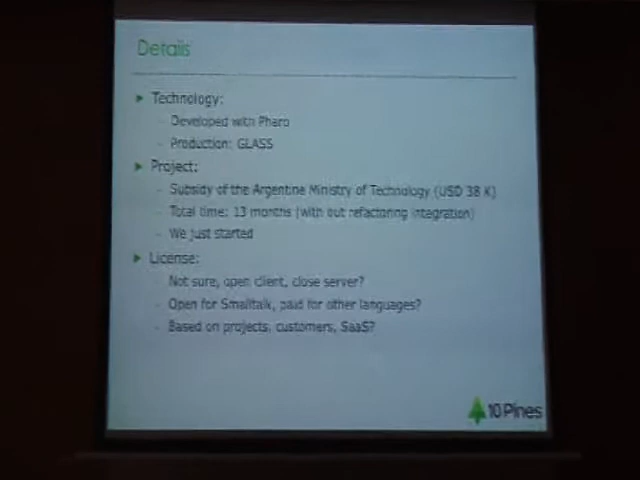 Details
Technology:
- Developed with Pharo
- Production: GLASS
Project:
- Subsidy of the Argentine Ministry of Technology (USD 38 K)
- Total time: 13 months (with out refactoring integration)
- We just started
License:
- Not sure, open client, close server?
- Open for Smalltalk, paid for other languages?
- Based on projects, customers, SaaS?
10Pines